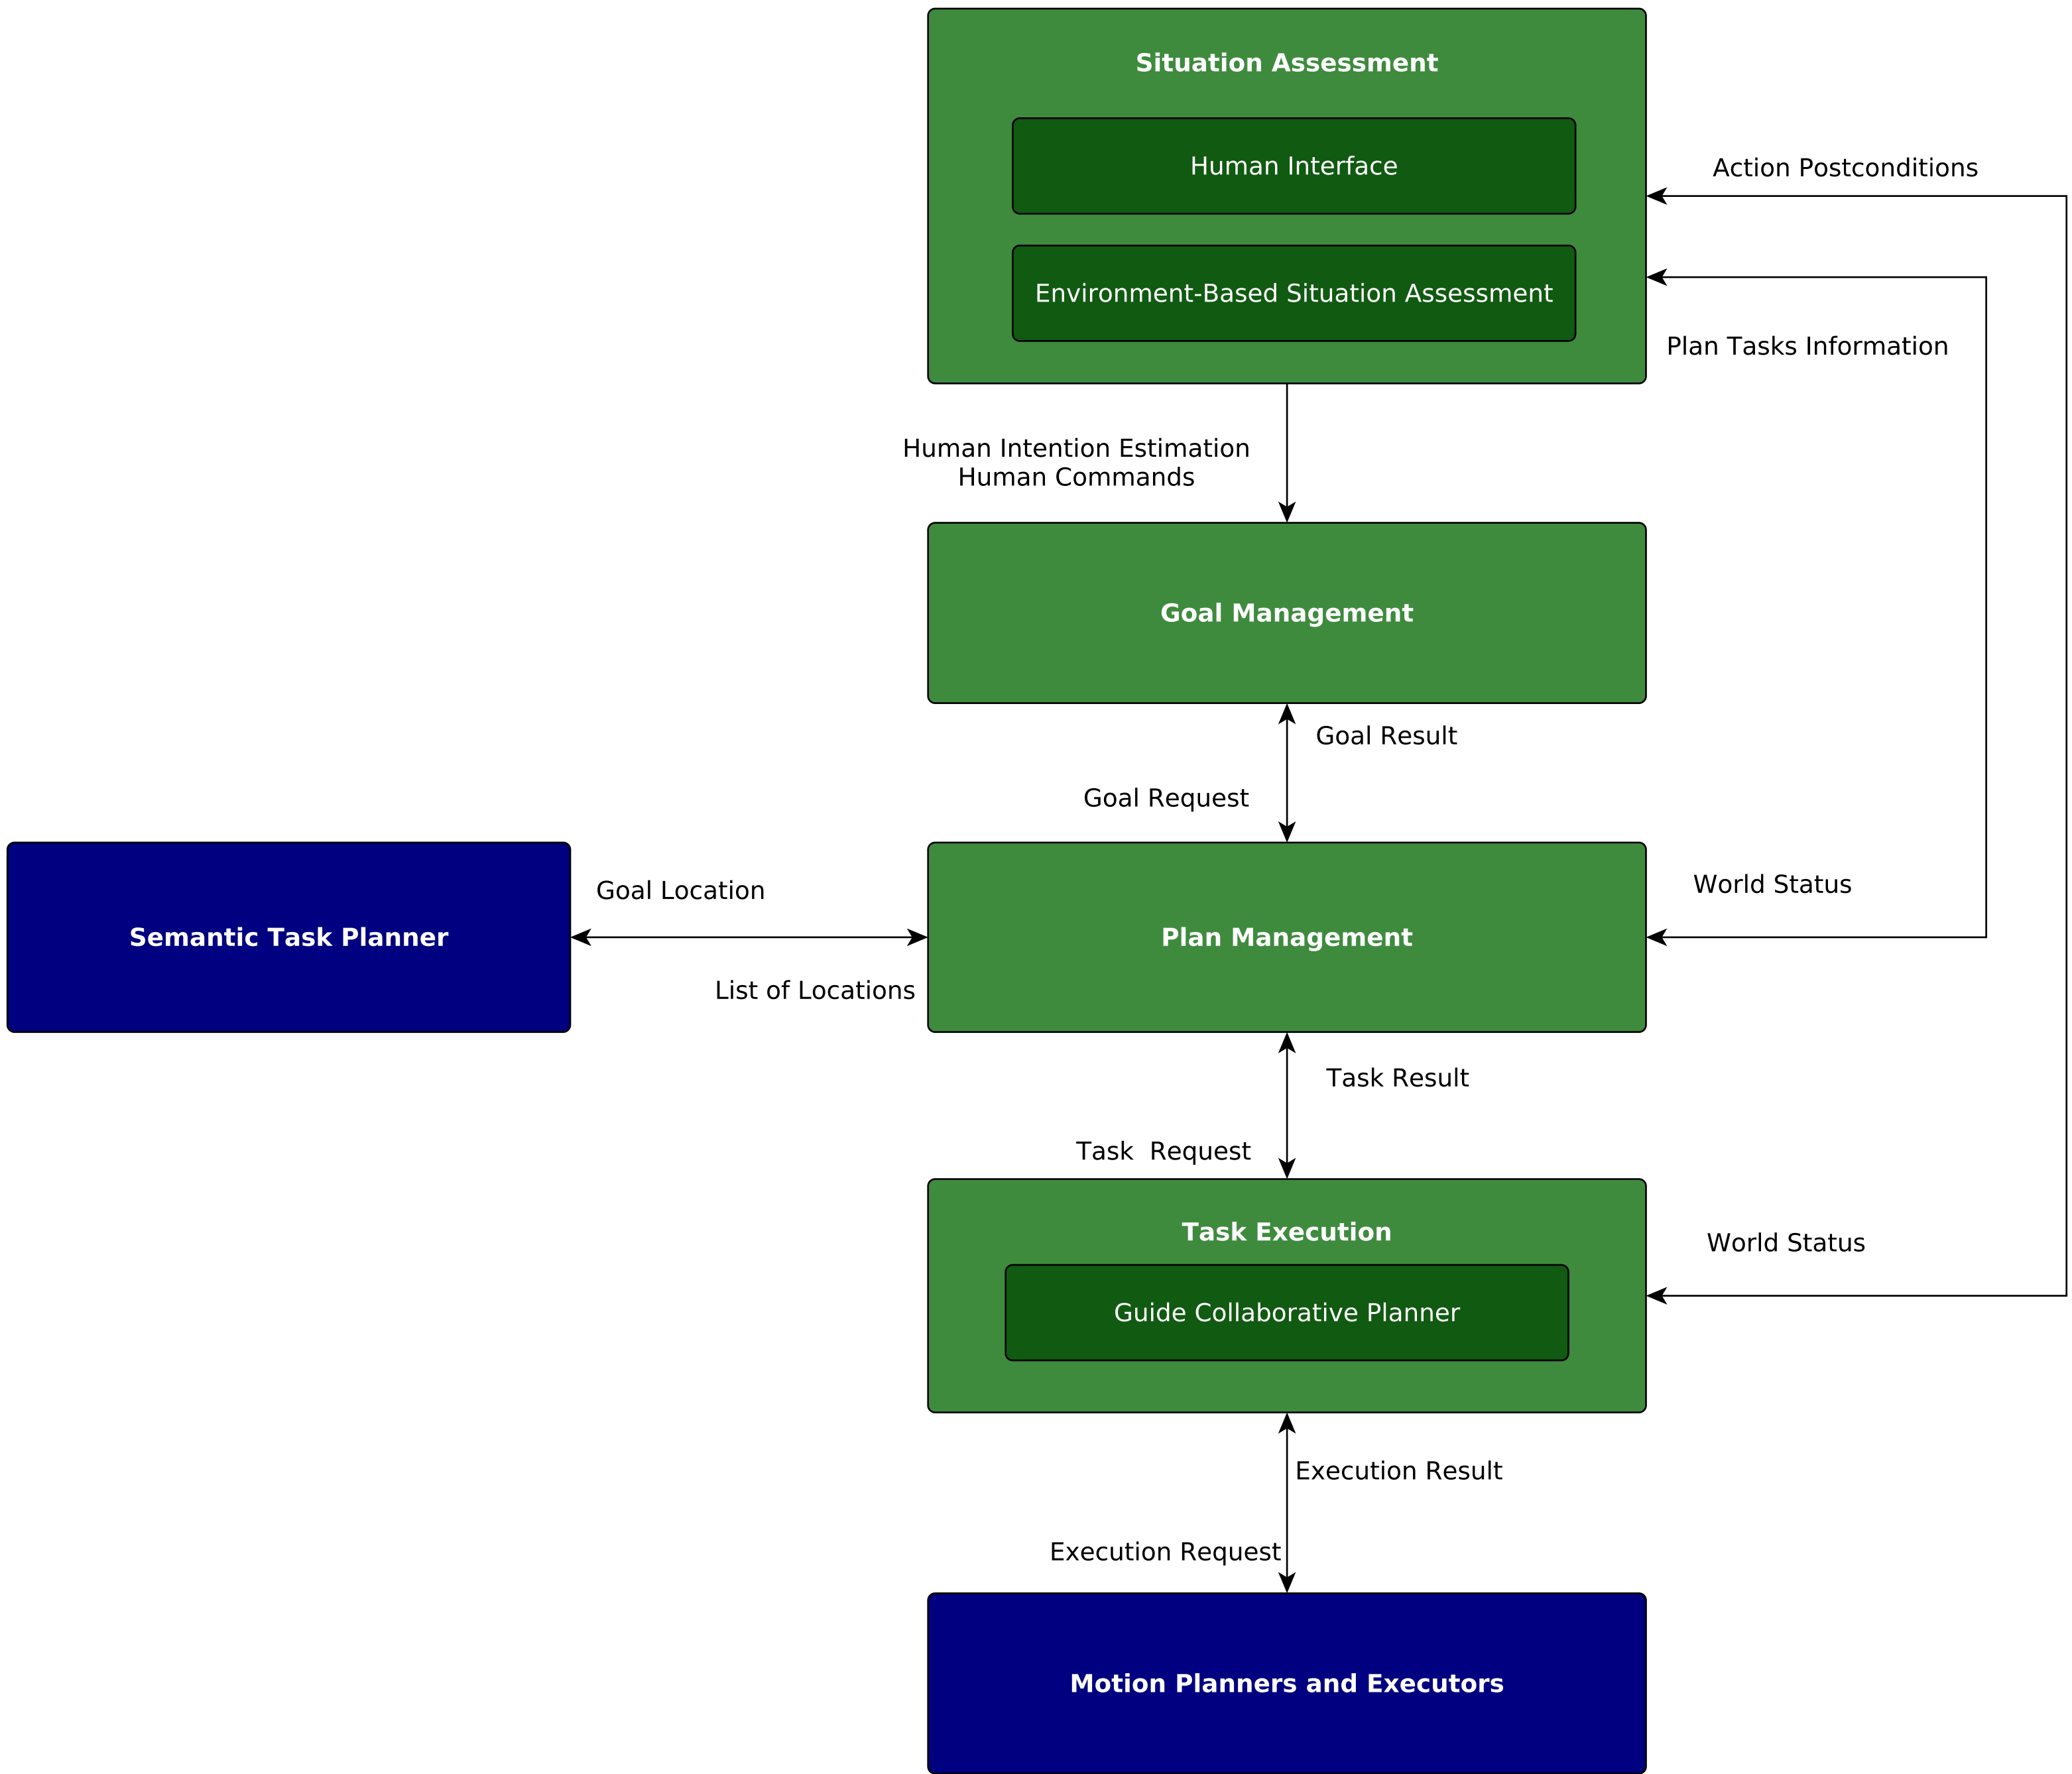 Situation Assessment
Human Interface
Action Postconditions
Environment-Based Situation Assessment
Plan Tasks Information
Human Intention Estimation
Human Commands
Goal Management
Goal Result
Goal Request
Goal Location
World Status
Semantic Task Planner
Plan Management
List of Locations
Task Result
Task  Request
Task Execution
World Status
Guide Collaborative Planner
Execution Result
Execution Request
Motion Planners and Executors